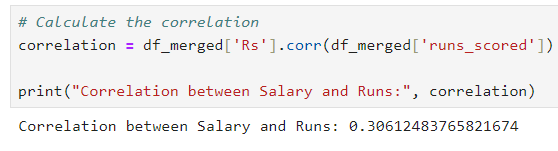 # Calculate the correlation
correlation = df_merged['Rs'].corr(df_merged['runs_scored'])
print("Correlation between Salary and Runs:", correlation)
Correlation between Salary and Runs: 0.30612483765821674